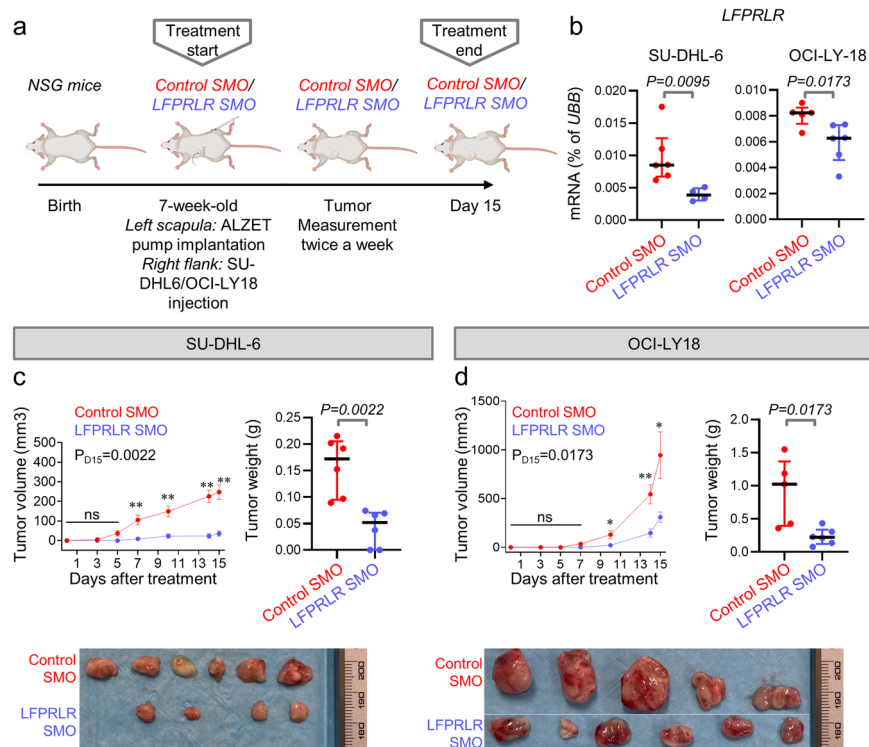 a
Treatment
start
Treatment
end
NSG mice
Control SMO/
LFPRLR SMO
Control SMO/
LFPRLR SMO
Control SMO/
LFPRLR SMO
Birth
7-week-old
Left scapula: ALZET
pump implantation
Right flank: SU-
DHL6/OCI-LY18
injection
Tumor
Measurement
twice a week
Day 15
b
LFPRLR
SU-DHL-6
P=0.0095
mRNA (% of UBB)
0.020
0.015
0.010
0.005
0.000
Control SMO
LFPRLR SMO
OCI-LY-18
P=0.0173
0.010
0.008
0.006
0.004
0.002
0.000
Control SMO
LFPRLR SMO
SU-DHL-6
OCI-LY18
c
Control SMO
LFPRLR SMO
P_D15=0.0022
Tumor volume (mm3)
500
400
300
200
100
0
ns
**
**
**
**
1 3 5 7 9 11 13 15
Days after treatment
P=0.0022
Tumor weight (g)
0.25
0.20
0.15
0.10
0.05
0.00
Control SMO
LFPRLR SMO
Control
SMO
LFPRLR
SMO
200
190
180
d
Control SMO
LFPRLR SMO
P_D15=0.0173
Tumor volume (mm3)
1500
1000
500
0
ns
*
**
*
1 3 5 7 9 11 13 15
Days after treatment
P=0.0173
Tumor weight (g)
2.0
1.5
1.0
0.5
0.0
Control SMO
LFPRLR SMO
Control
SMO
LFPRLR
SMO
200
190
180